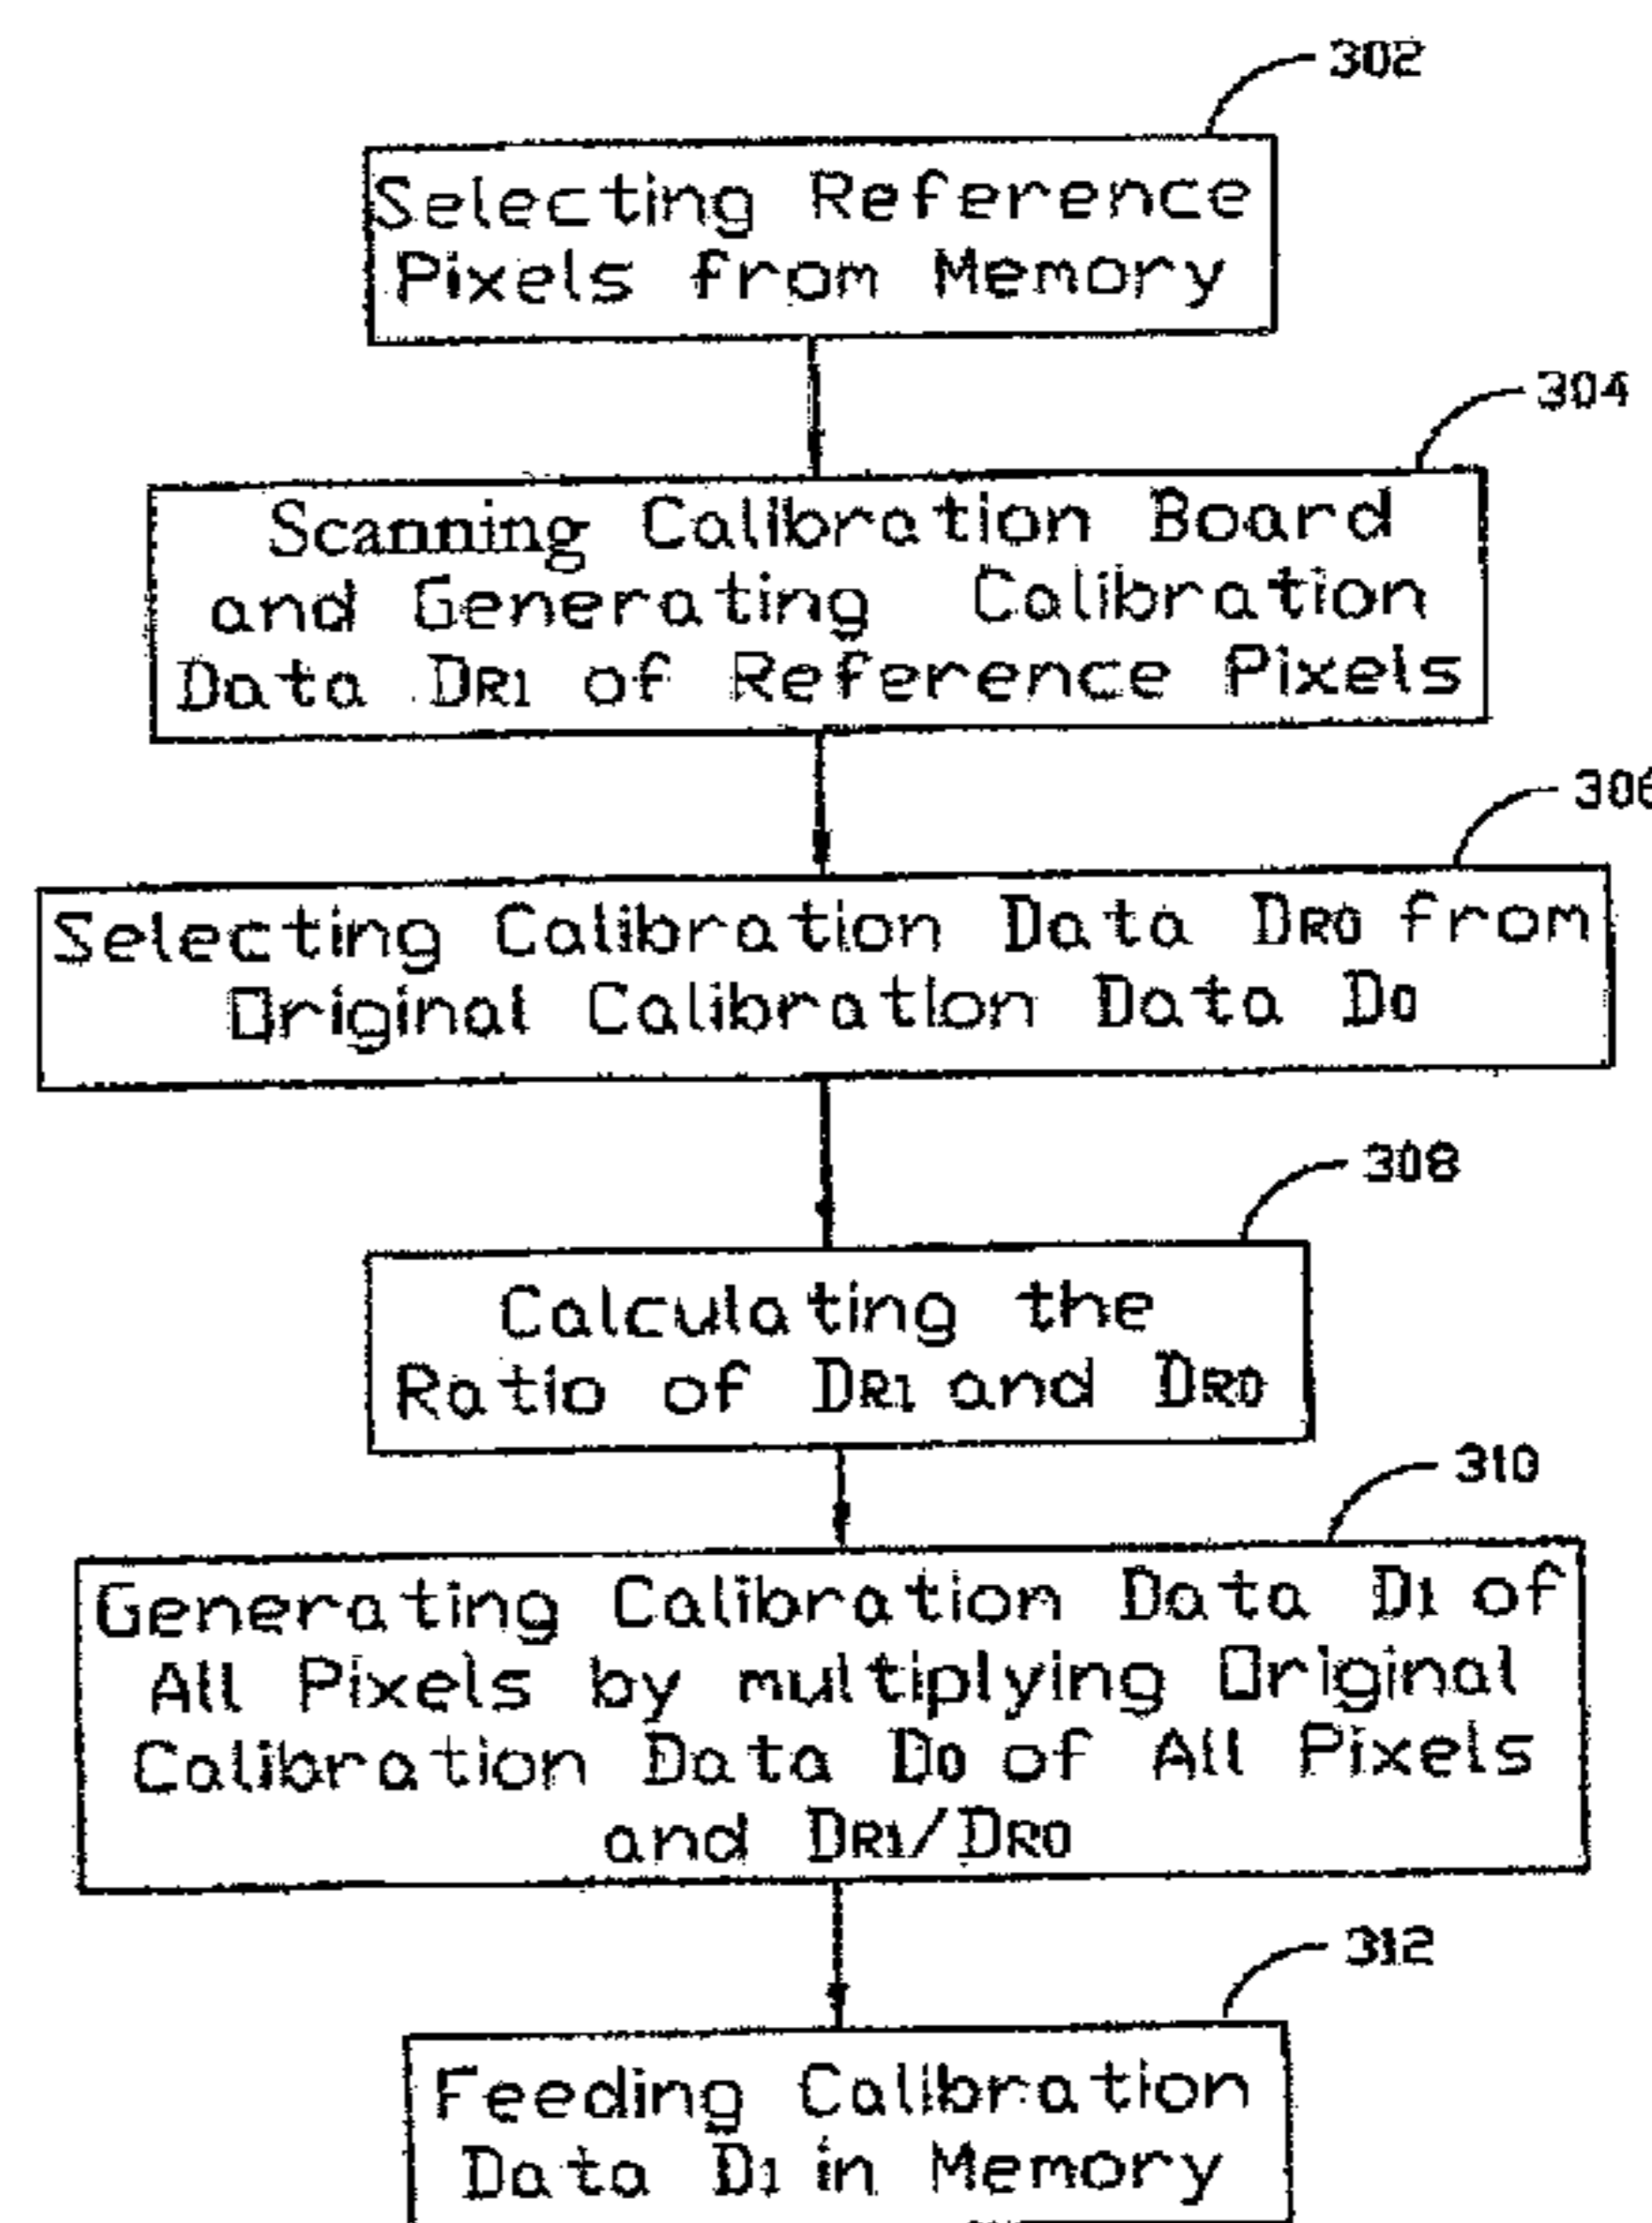 302
Selecting Reference
Pixels from Memory
304
Scanning Calibration Board
and Generating Calibration
Data DR1 of Reference Pixels
306
Selecting Calibration Data DR0 from
Original Calibration Data D0
308
Calculating the
Ratio of DR1 and DR0
310
Generating Calibration Data D1 of
All Pixels by multiplying Original
Calibration Data D0 of All Pixels
and DR1/DR0
312
Feeding Calibration
Data D1 in Memory